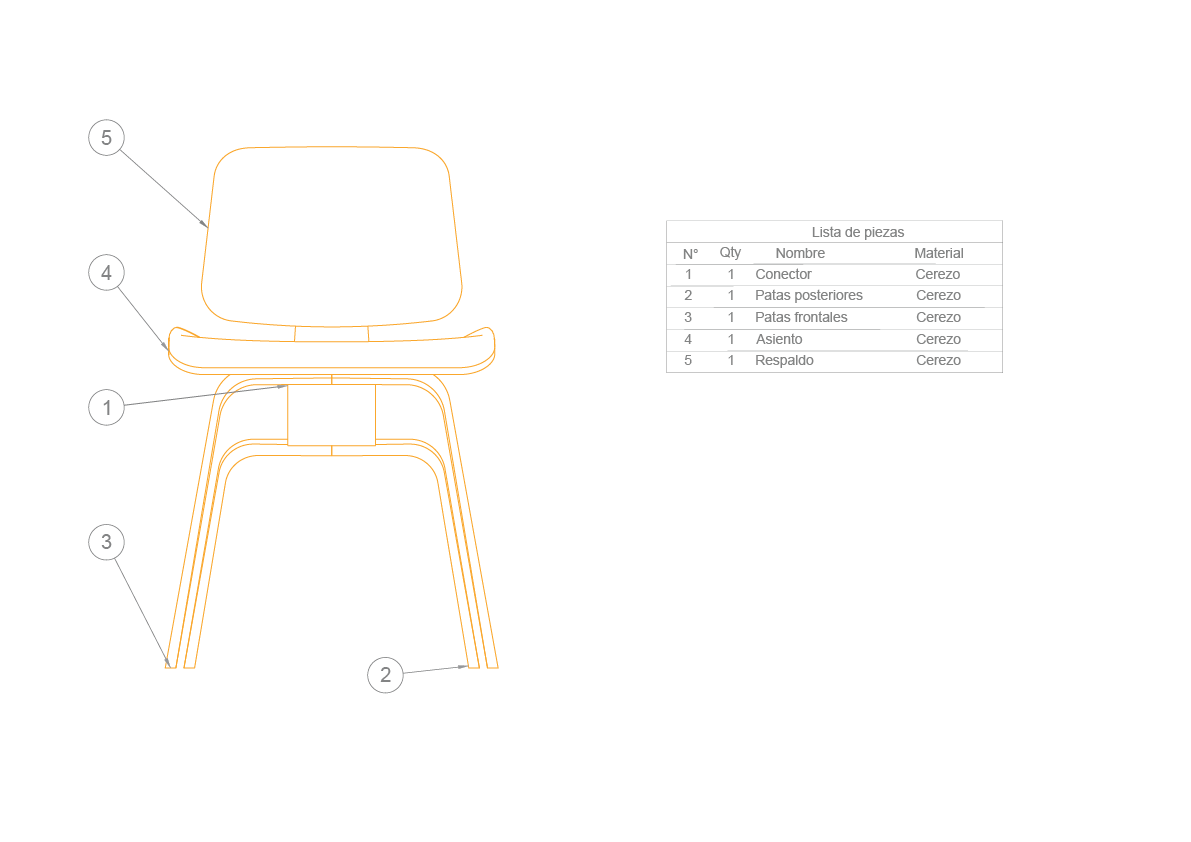 5
4
1
3
2
Lista de piezas
N° Qty Nombre Material
1 1 Conector Cerezo
2 1 Patas posteriores Cerezo
3 1 Patas frontales Cerezo
4 1 Asiento Cerezo
5 1 Respaldo Cerezo